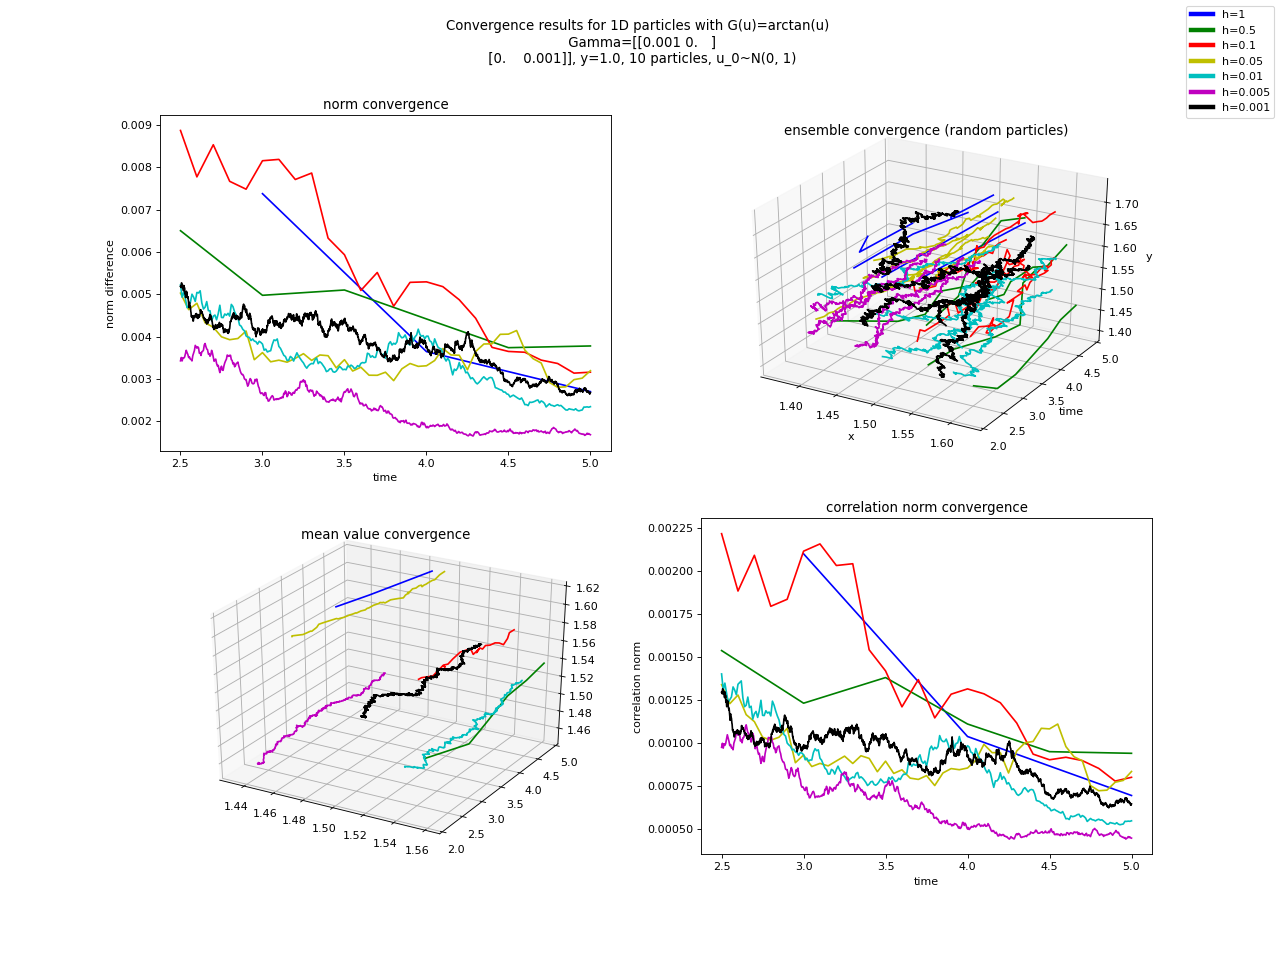 Convergence results for 1D particles with G(u)=arctan(u)
Gamma=[[0.001 0.   ]
[0.    0.001]], y=1.0, 10 particles, u_0~N(0, 1)
h=1
h=0.5
h=0.1
h=0.05
h=0.01
h=0.005
h=0.001
norm convergence
0.009
0.008
0.007
0.006
0.005
0.004
0.003
0.002
norm difference
2.5 3.0 3.5 4.0 4.5 5.0
time
ensemble convergence (random particles)
1.70
1.65
1.60
1.55
1.50
1.45
1.40
y
1.40 1.45 1.50 1.55 1.60
x
2.0 2.5 3.0 3.5 4.0 4.5 5.0
time
mean value convergence
1.62
1.60
1.58
1.56
1.54
1.52
1.50
1.48
1.46
1.44 1.46 1.48 1.50 1.52 1.54 1.56
2.0 2.5 3.0 3.5 4.0 4.5 5.0
correlation norm convergence
0.00225
0.00200
0.00175
0.00150
0.00125
0.00100
0.00075
0.00050
correlation norm
2.5 3.0 3.5 4.0 4.5 5.0
time